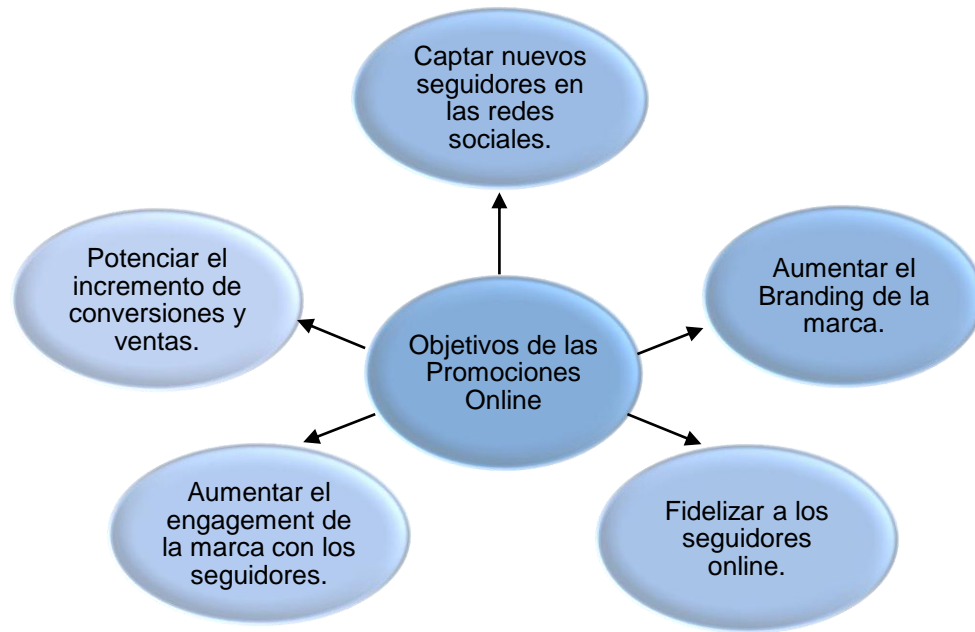 Captar nuevos
seguidores en
las redes
sociales.
Potenciar el
incremento de
conversiones y
ventas.
Aumentar el
Branding de la
marca.
Objetivos de las
Promociones
Online
Aumentar el
engagement de
la marca con los
seguidores.
Fidelizar a los
seguidores
online.